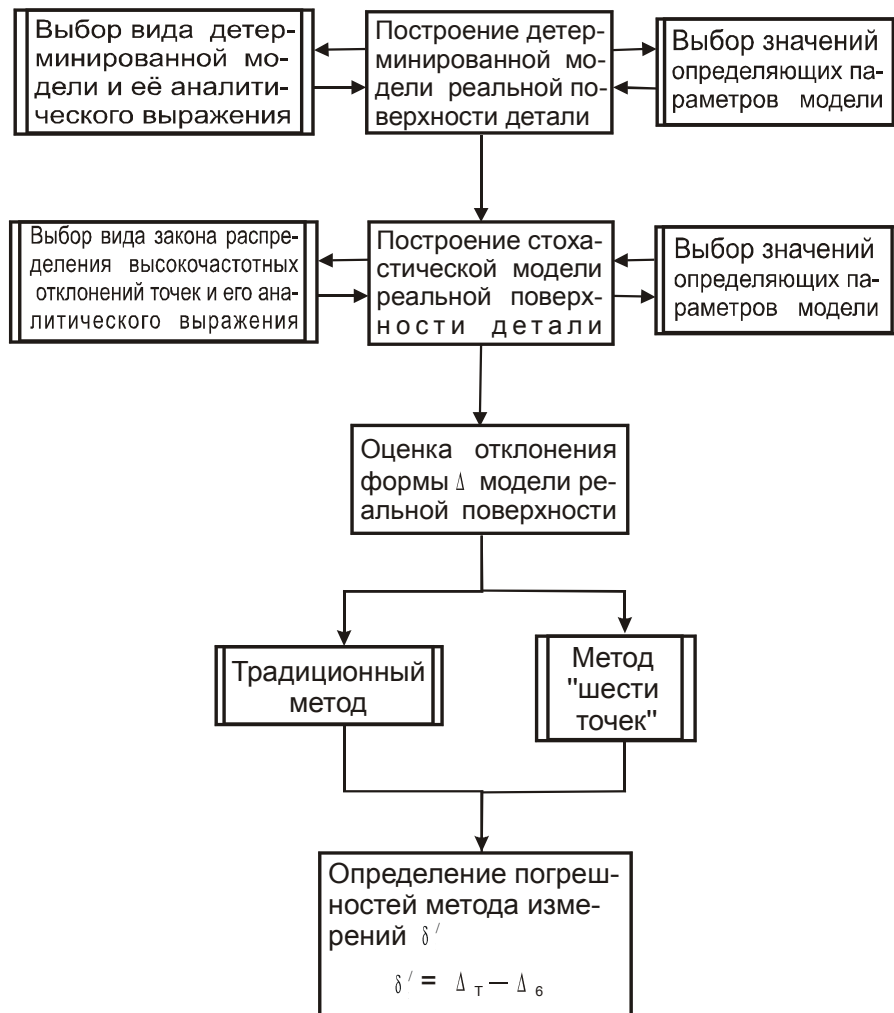 Выбор вида детер-
минированной мо-
дели и её аналити-
ческого выражения
Построение детер-
минированной мо-
дели реальной по-
верхности детали
Выбор значений
определяющих па-
раметров модели
Выбор вида закона распре-
деления высокочастотных
отклонений точек и его ана-
литического выражения
Построение стоха-
стической модели
реальной поверх-
ности детали
Выбор значений
определяющих па-
раметров модели
Оценка отклонения
формы Δ модели ре-
альной поверхности
Традиционный
метод
Метод
"шести
точек"
Определение погреш-
ностей метода изме-
рений δ′
δ′ = Δ т — Δ 6